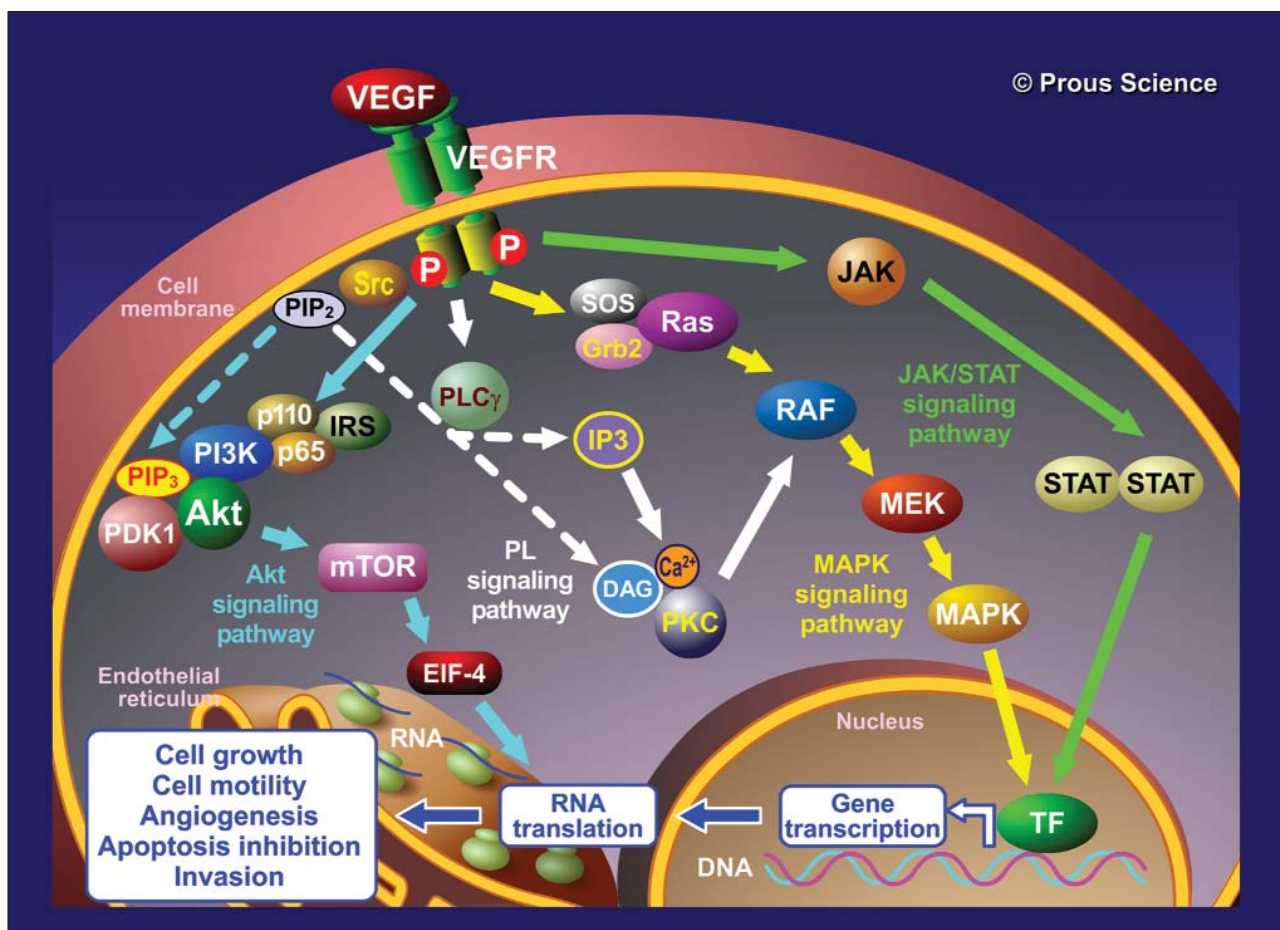 © Prous Science
VEGF
VEGFR
P
P
Src
Cell
membrane
PIP2
SOS
Grb2
Ras
JAK
PLCγ
p110
IRS
p65
PI3K
PIP3
PDK1
Akt
IP3
RAF
JAK/STAT
signaling
pathway
STAT
STAT
MEK
mTOR
Akt
signaling
pathway
PL
signaling
pathway
DAG
Ca2+
PKC
MAPK
signaling
pathway
MAPK
EIF-4
Endothelial
reticulum
RNA
Nucleus
Cell growth
Cell motility
Angiogenesis
Apoptosis inhibition
Invasion
RNA
translation
Gene
transcription
TF
DNA